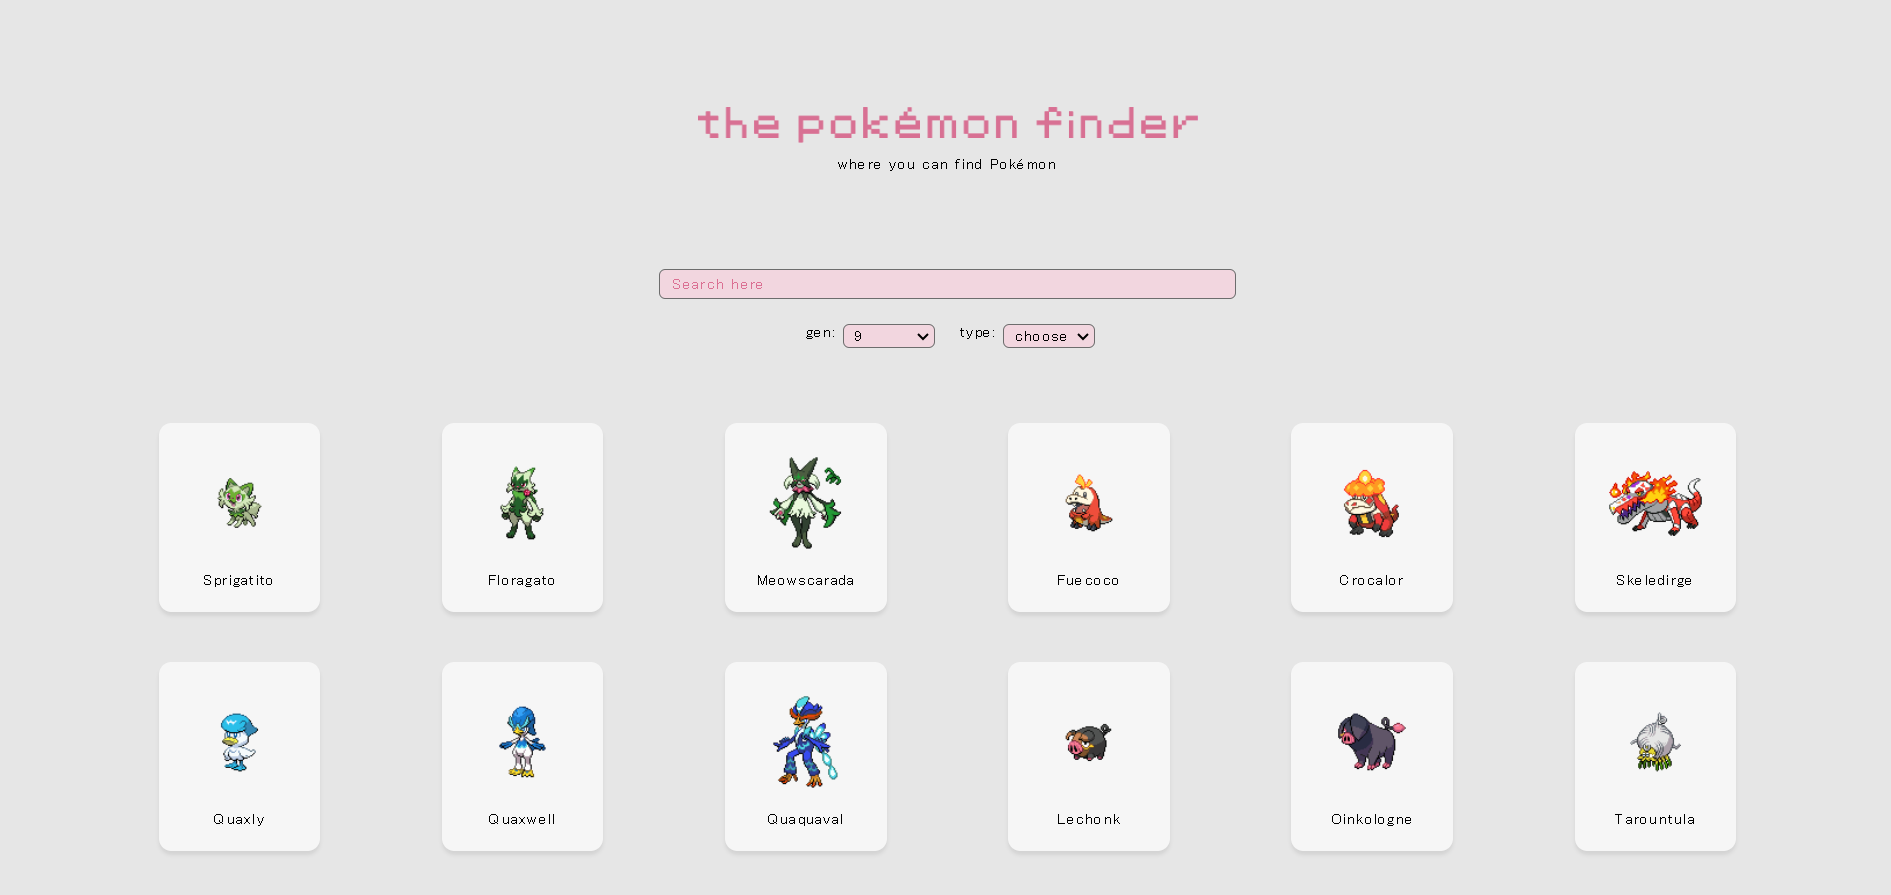 the pokémon finder
where you can find Pokémon
Search here
gen: 9 type: choose
Sprigatito Floragato Meowscarada Fuecoco Crocalor Skeledirge
Quaxly Quaxwell Quaquaval Lechonk Oinkologne Tarountula